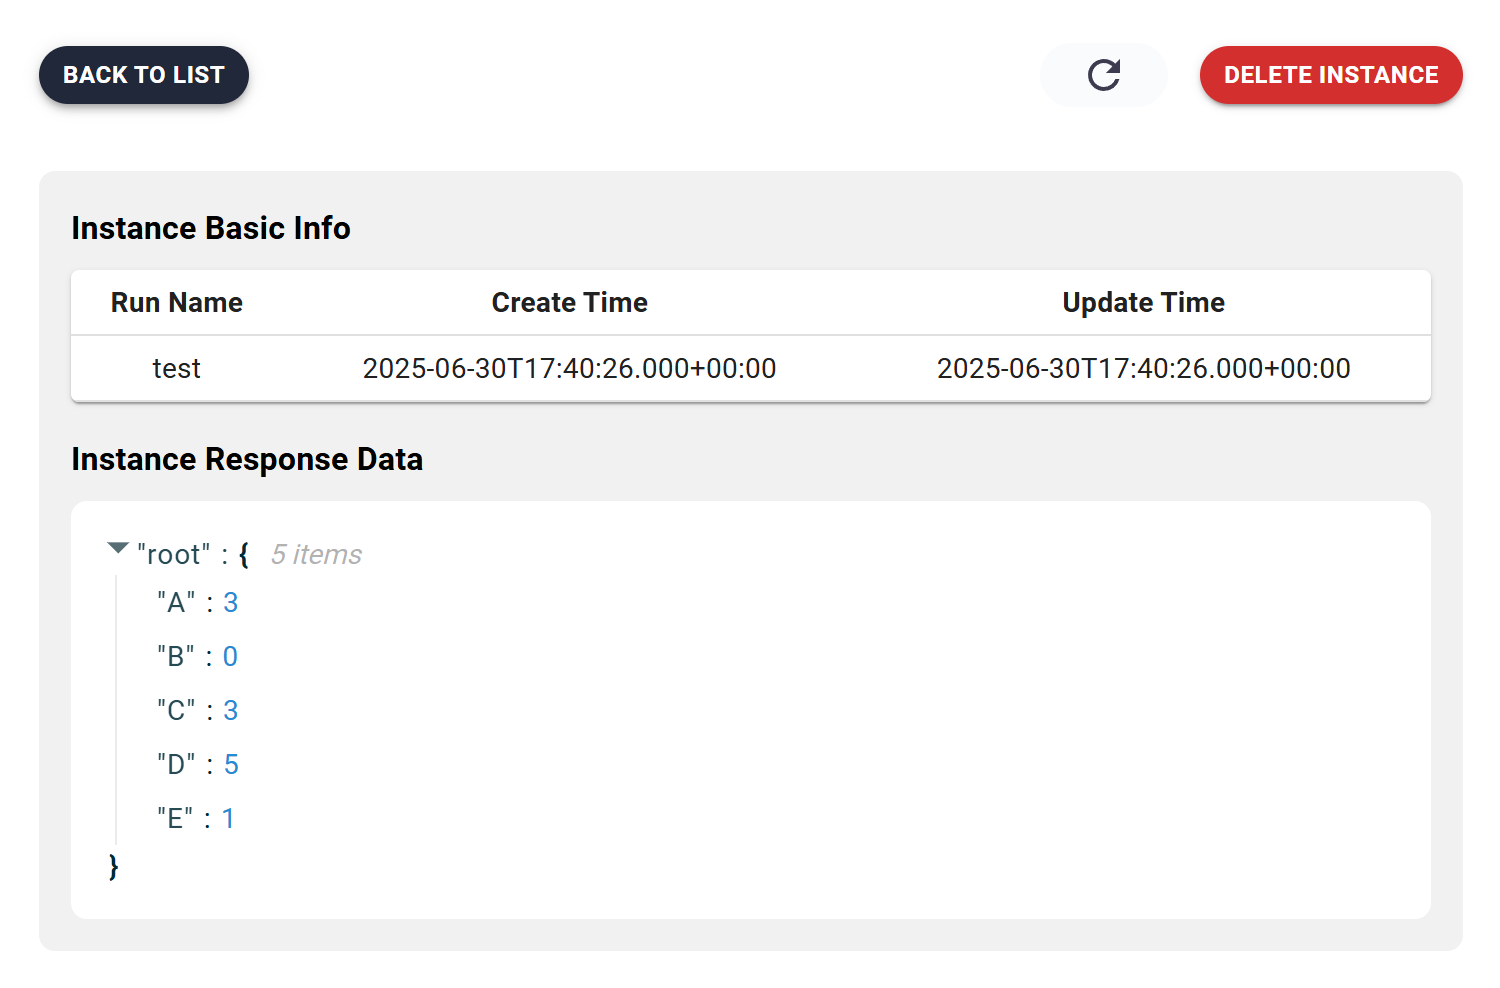 BACK TO LIST
DELETE INSTANCE
Instance Basic Info
Run Name Create Time Update Time
test 2025-06-30T17:40:26.000+00:00 2025-06-30T17:40:26.000+00:00
Instance Response Data
"root" : { 5 items
"A" : 3
"B" : 0
"C" : 3
"D" : 5
"E" : 1
}